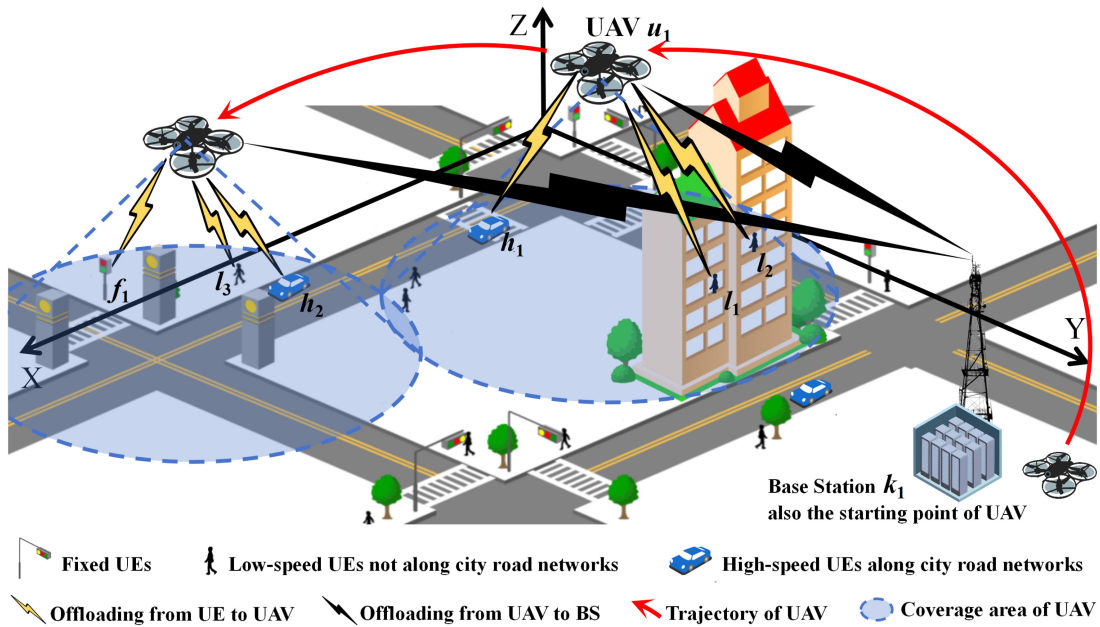 Z
UAV u1
h1
l2
f1
l3
h2
l1
X
Y
Base Station k1
also the starting point of UAV
Fixed UEs
Low-speed UEs not along city road networks
High-speed UEs along city road networks
Offloading from UE to UAV
Offloading from UAV to BS
Trajectory of UAV
Coverage area of UAV